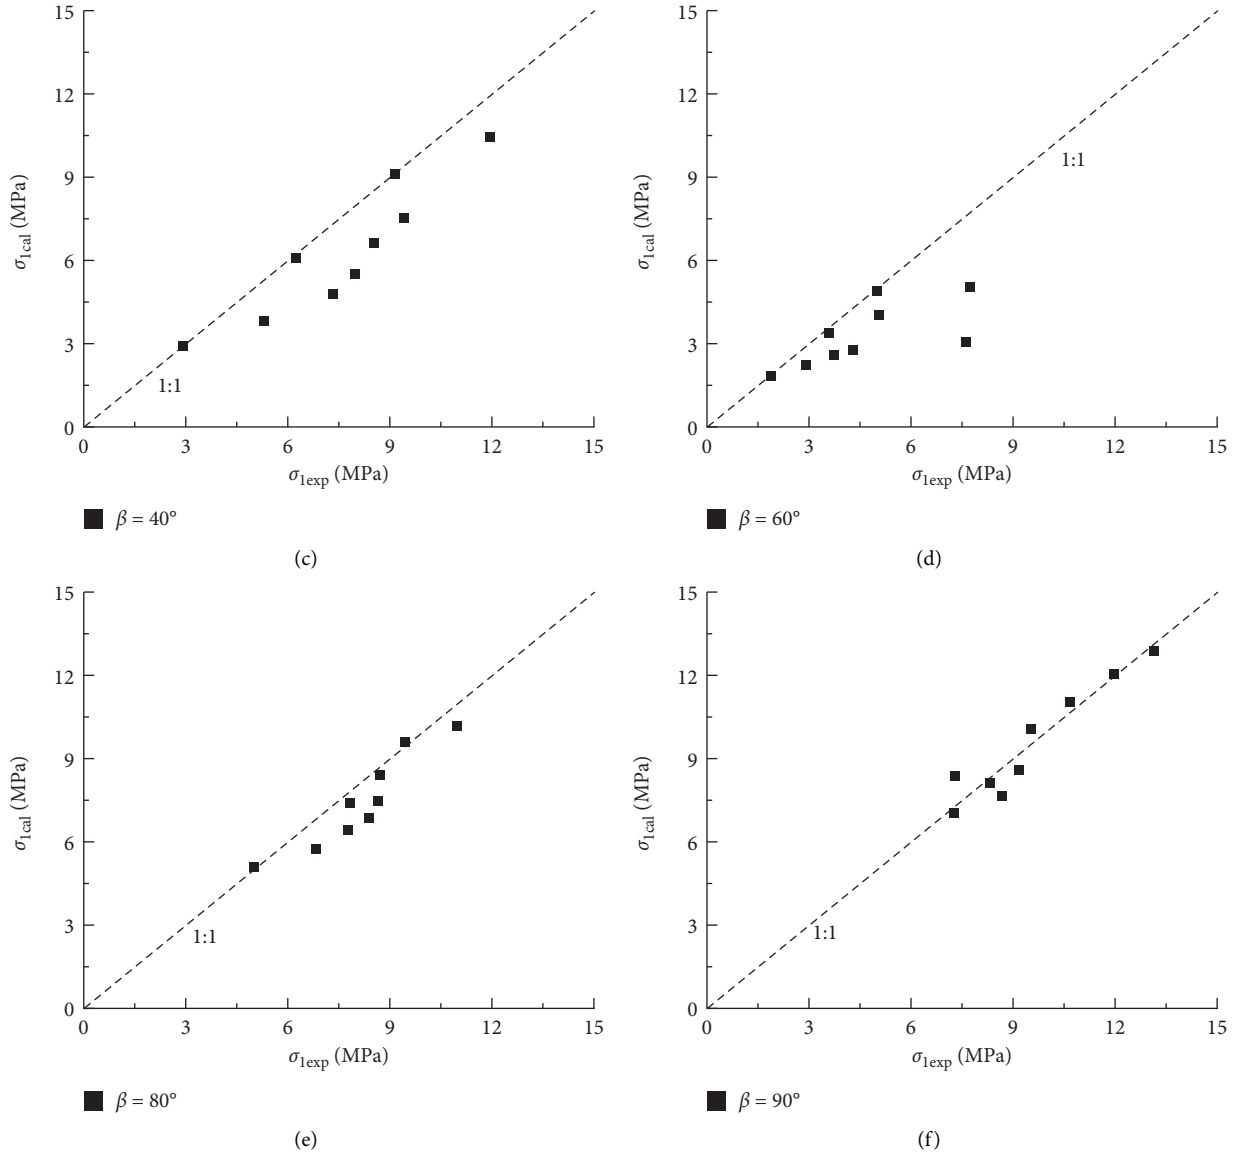 15
12
9
6
3
0
σ1cal (MPa)
1:1
0 3 6 9 12 15
σ1exp (MPa)
β = 40°
(c)
15
12
9
6
3
0
σ1cal (MPa)
1:1
0 3 6 9 12 15
σ1exp (MPa)
β = 60°
(d)
15
12
9
6
3
0
σ1cal (MPa)
1:1
0 3 6 9 12 15
σ1exp (MPa)
β = 80°
(e)
15
12
9
6
3
0
σ1cal (MPa)
1:1
0 3 6 9 12 15
σ1exp (MPa)
β = 90°
(f)